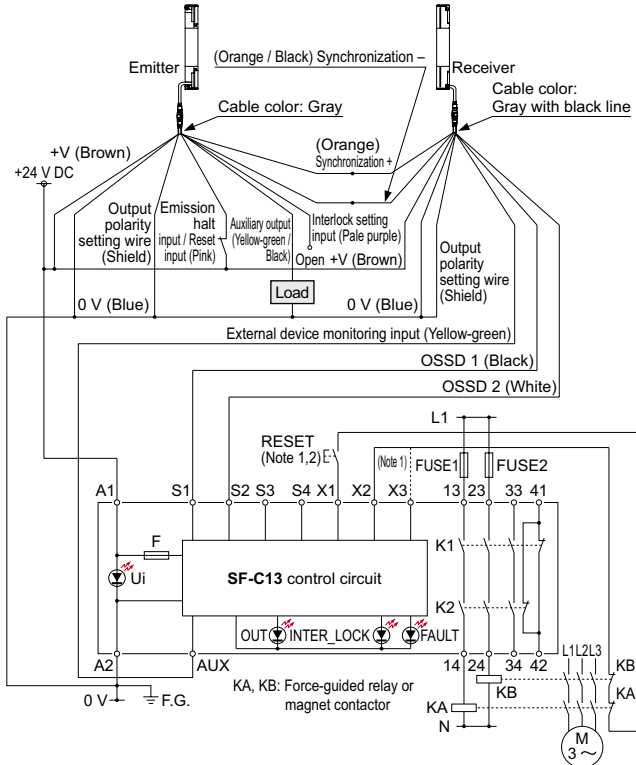 (Orange / Black) Synchronization –
Emitter
Receiver
Cable color: Gray
Cable color:
Gray with black line
+V (Brown)
(Orange)
Synchronization +
+24 V DC
Output
polarity
setting wire
(Shield)
Emission
halt
input / Reset
input (Pink)
Auxiliary output
(Yellow-green /
Black)
Interlock setting
input (Pale purple)
Open
+V (Brown)
Output
polarity
setting wire
(Shield)
Load
0 V (Blue)
0 V (Blue)
External device monitoring input (Yellow-green)
OSSD 1 (Black)
OSSD 2 (White)
L1
RESET
(Note 1,2)
(Note 1)
FUSE1
FUSE2
A1
S1
S2
S3
S4
X1
X2
X3
13
23
33
41
F
K1
Ui
SF-C13 control circuit
K2
OUT
INTER_LOCK
FAULT
A2
AUX
14
24
34
42
L1
L2
L3
KB
KA, KB: Force-guided relay or
magnet contactor
KB
KA
KA
0 V
F.G.
N
M
3 ～